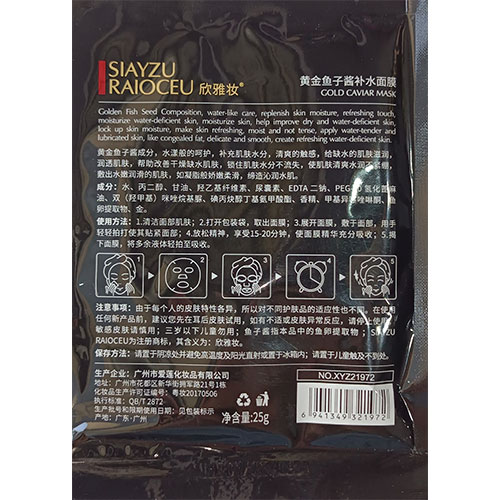 SIAYZU
RAIOCEU 欣雅妆®
黄金鱼子酱补水面膜
GOLD CAVIAR MASK
Golden Fish Seed Composition, water-like care, replenish skin moisture, refreshing touch,
moisturize water-deficient skin, moisturize skin, help improve dry and water-deficient skin,
lock up skin moisture, make skin refreshing, moist and not tense, apply water-tender and
lubricated skin, like congealed fat, delicate and smooth, create refreshing water-deficient skin.
黄金鱼子酱成分，水漾般的呵护，补充肌肤水分，清爽的触感，给缺水的肌肤滋润，
润透肌肤，帮助改善干燥缺水肌肤，锁住肌肤水分不流失，使肌肤清爽水润不紧绷，
敷出水嫩润滑的肌肤，如凝脂般娇嫩柔滑，缔造沁润水肌。
成分：水、丙二醇、甘油、羟乙基纤维素、尿囊素、EDTA 二钠、PEG-40 氢化蓖麻
油、双（羟甲基）咪唑烷基脲、碘丙炔醇丁基氨甲酸酯、香精、甲基异噻唑啉酮、鱼
卵提取物、金。
使用方法：1.清洁面部肌肤；2.打开包装袋，取出面膜；3.展开面膜，敷于面部，用手
轻轻拍打使其贴紧面部；4.放松精神，享受15-20分钟，使面膜精华充分吸收；5.揭
下面膜，将多余液体轻拍至吸收。
1 2 3 4 5
注意事项：由于每个人的皮肤特性各异，所以对不同护肤品的适应性也不同。在使用
任何新产品前，建议您先在耳后皮肤试用，如有不适或皮肤异常反应，请停止使用；
敏感皮肤请慎用；三岁以下儿童勿用；鱼子酱指本品中的鱼卵提取物；SIAYZU
RAIOCEU为注册商标，其含义为：欣雅妆。
保存方法：请置于阴凉处并避免高温度及阳光直射或置于冰箱内；请置于儿童触及不到处。
生产企业：广州市爱莲化妆品有限公司
地址：广州市花都区新华街拥军路21号1栋
化妆品生产许可证编号：粤妆20170506
执行标准：QB/T 2872
生产批号和限期使用日期：见包装标示
产地：广东·广州
净含量:25g
NO.XYZ21972
6 941349 321972